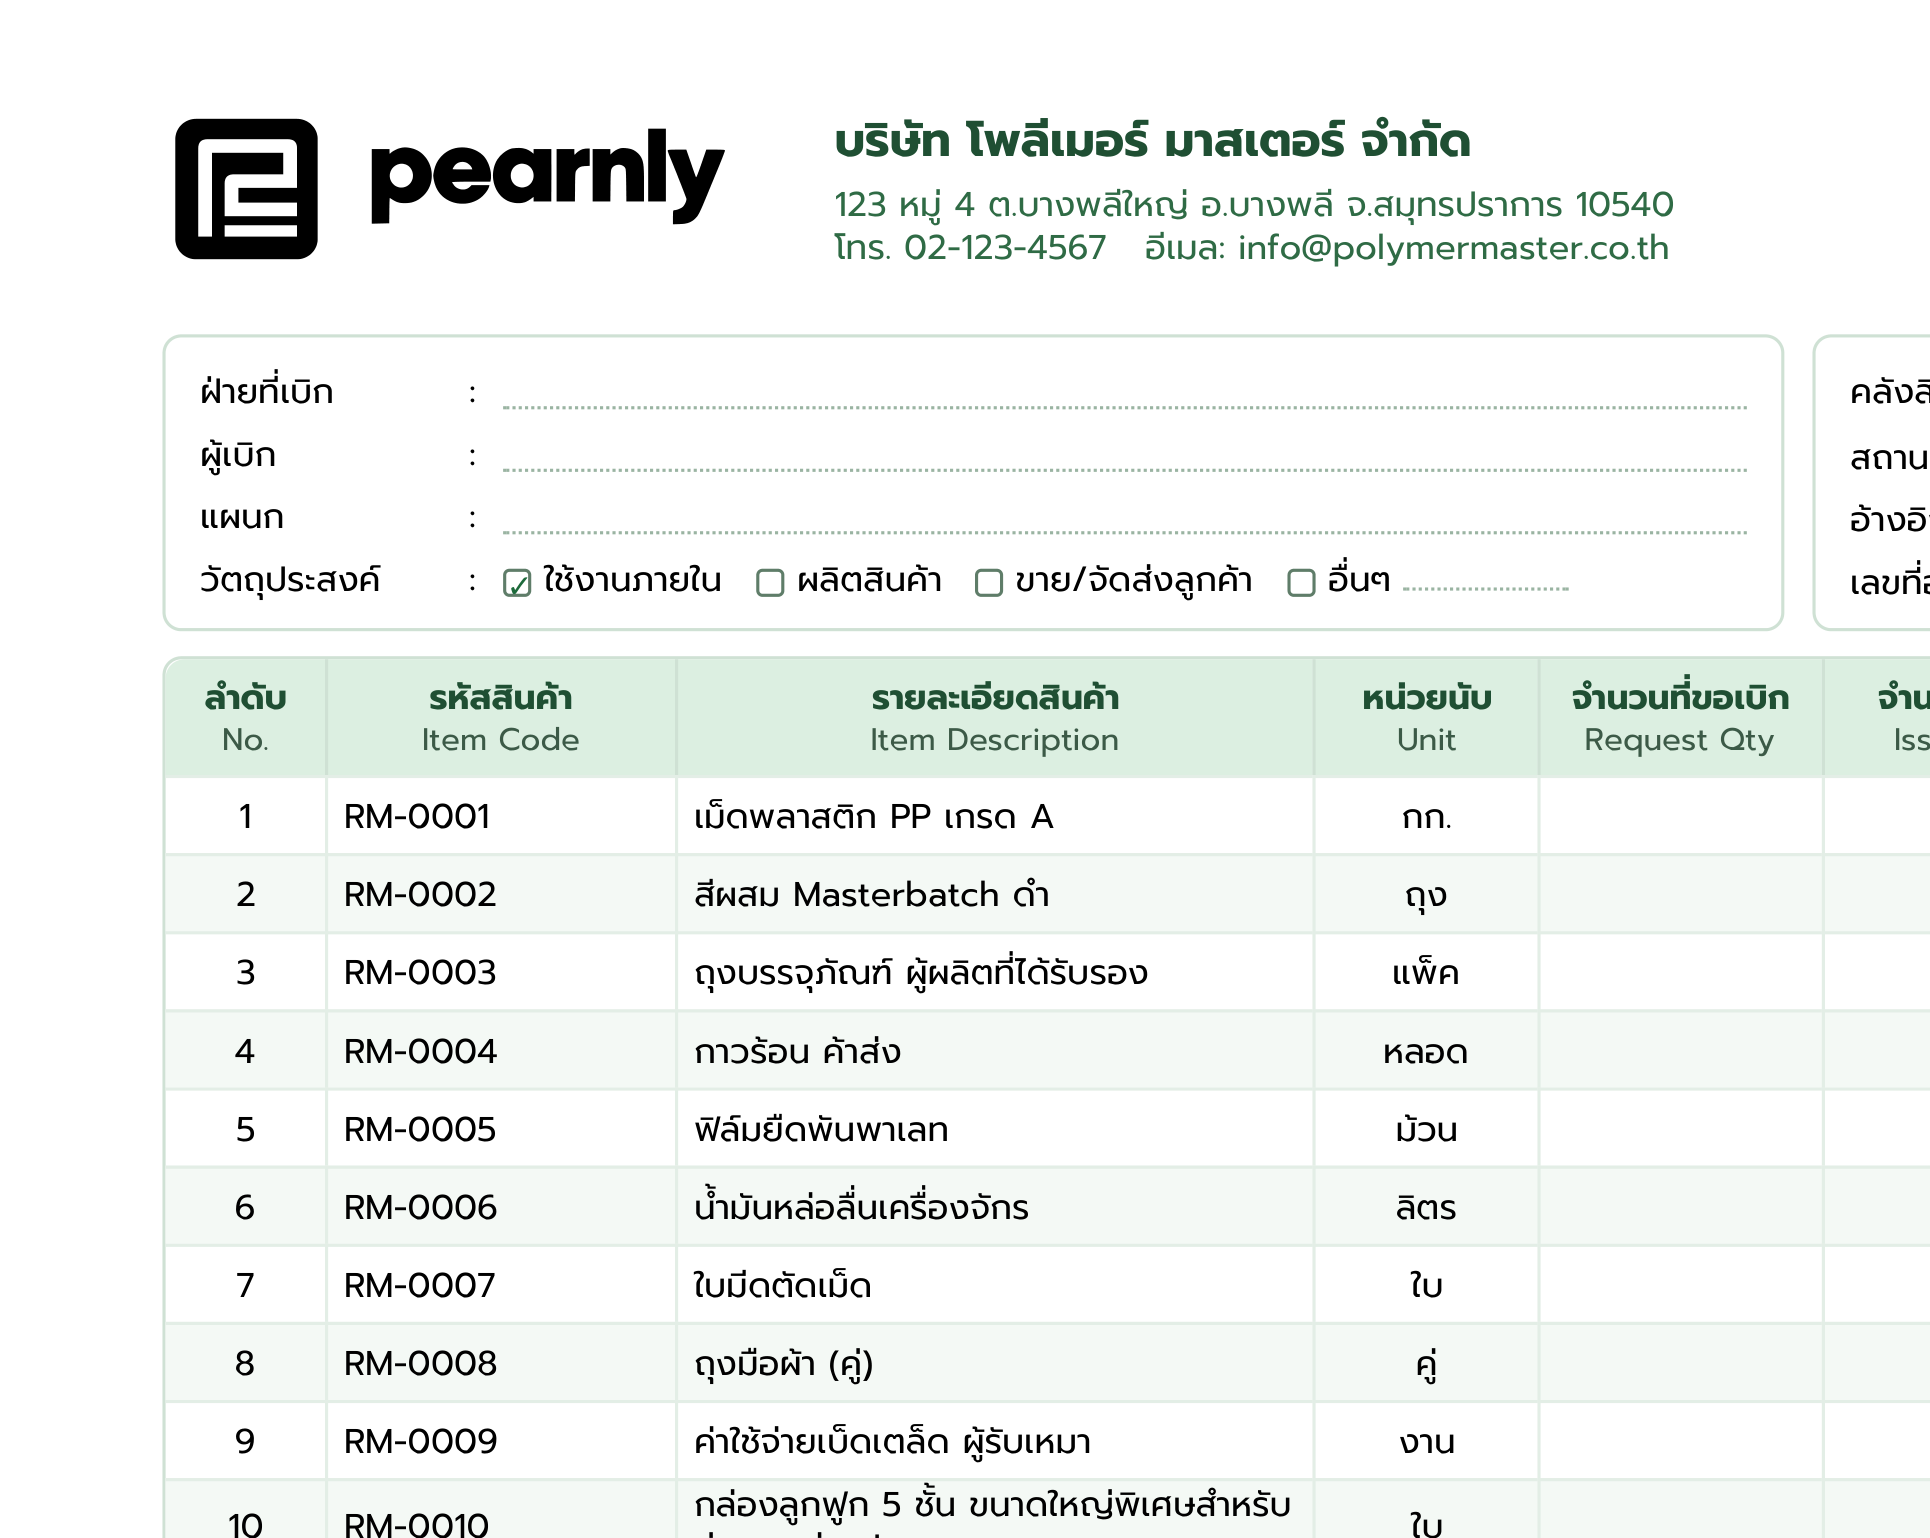 pearnly
บริษัท โพลีเมอร์ มาสเตอร์ จำกัด
123 หมู่ 4 ต.บางพลีใหญ่ อ.บางพลี จ.สมุทรปราการ 10540
โทร. 02-123-4567 อีเมล: info@polymermaster.co.th
ฝ่ายที่เบิก :
ผู้เบิก :
แผนก :
วัตถุประสงค์ : ✓ ใช้งานภายใน ผลิตสินค้า ขาย/จัดส่งลูกค้า อื่นๆ
ลำดับ รหัสสินค้า รายละเอียดสินค้า หน่วยนับ จำนวนที่ขอเบิก
No. Item Code Item Description Unit Request Qty
1 RM-0001 เม็ดพลาสติก PP เกรด A กก.
2 RM-0002 สีผสม Masterbatch ดำ ถุง
3 RM-0003 ถุงบรรจุภัณฑ์ ผู้ผลิตที่ได้รับรอง แพ็ค
4 RM-0004 กาวร้อน ค้าส่ง หลอด
5 RM-0005 ฟิล์มยืดพันพาเลท ม้วน
6 RM-0006 น้ำมันหล่อลื่นเครื่องจักร ลิตร
7 RM-0007 ใบมีดตัดเม็ด ใบ
8 RM-0008 ถุงมือผ้า (คู่) คู่
9 RM-0009 ค่าใช้จ่ายเบ็ดเตล็ด ผู้รับเหมา งาน
10 RM-0010 กล่องลูกฟูก 5 ชั้น ขนาดใหญ่พิเศษสำหรับ ใบ